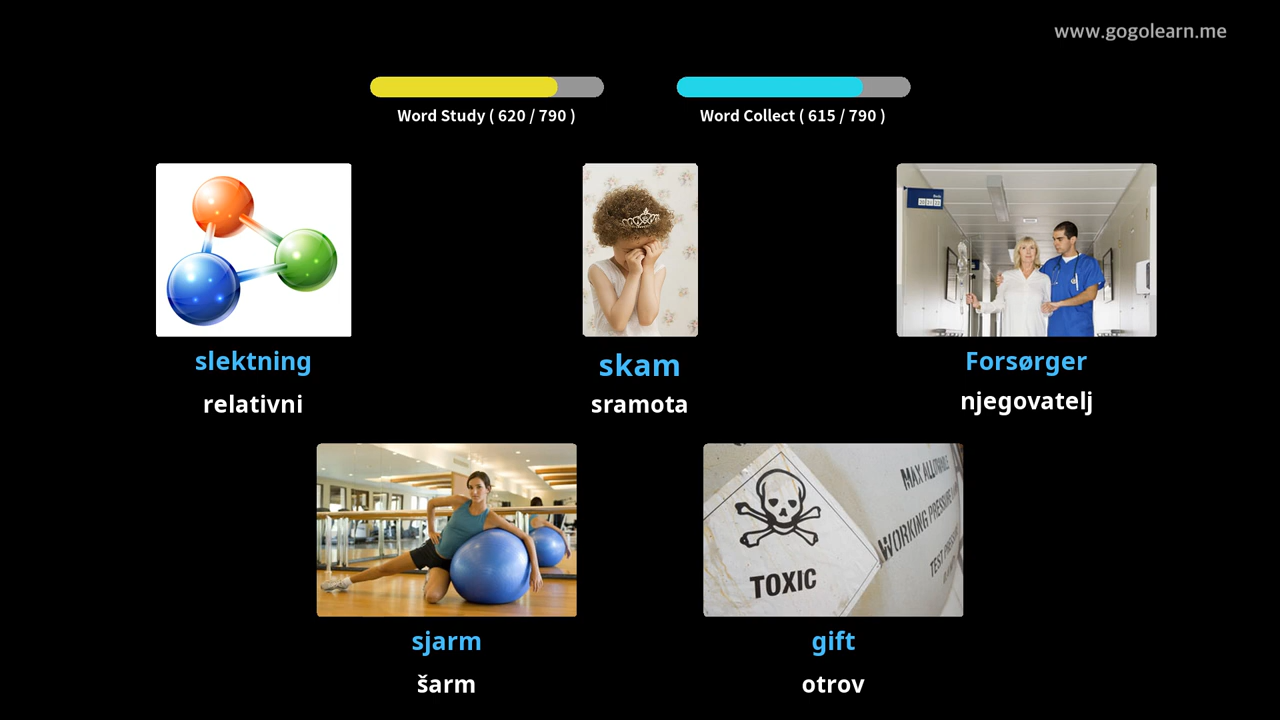 www.gogolearn.me
Word Study ( 620 / 790 )
Word Collect ( 615 / 790 )
slektning
relativni
skam
sramota
Forsørger
njegovatelj
MAX ALLOWABLE
WORKING PRESSURE
TEST PRESSURE
TOXIC
sjarm
šarm
gift
otrov